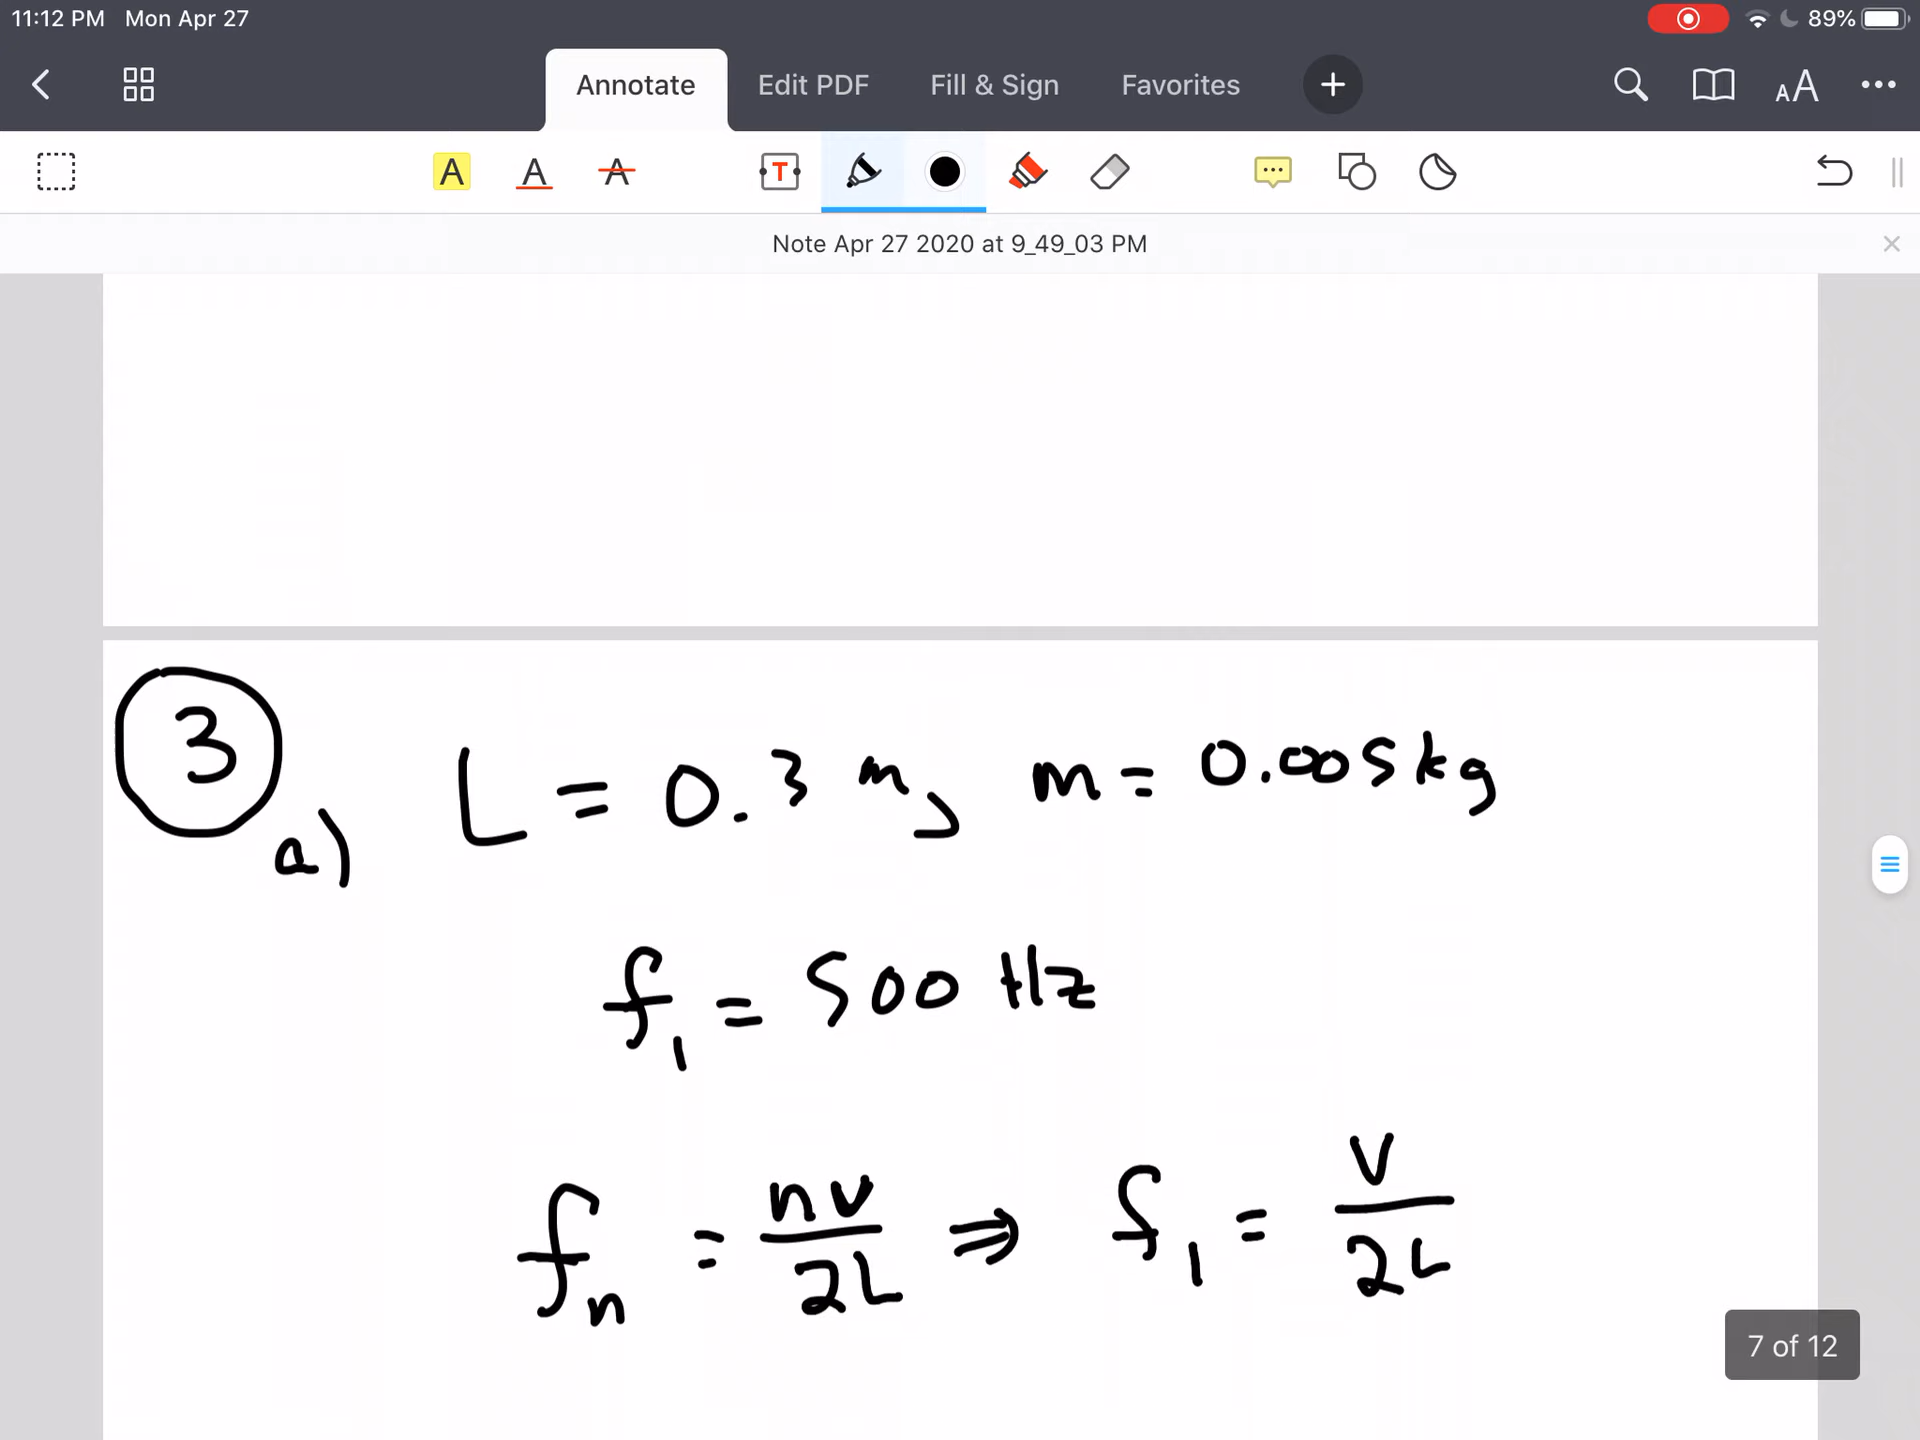 11:12 PM Mon Apr 27 89%
Annotate Edit PDF Fill & Sign Favorites +
A A A T AA
Note Apr 27 2020 at 9_49_03 PM
3
a) L = 0.3 m, m = 0.005 kg
f₁ = 500 Hz
fₙ = nv/2L ⇒ f₁ = v/2L
7 of 12